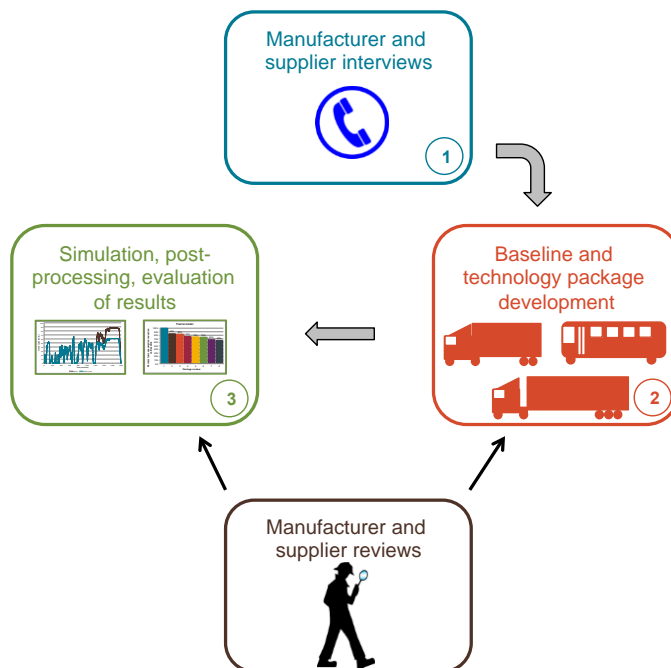 Manufacturer and
supplier interviews
1
Simulation, post-
processing, evaluation
of results
3
Baseline and
technology package
development
2
Manufacturer and
supplier reviews